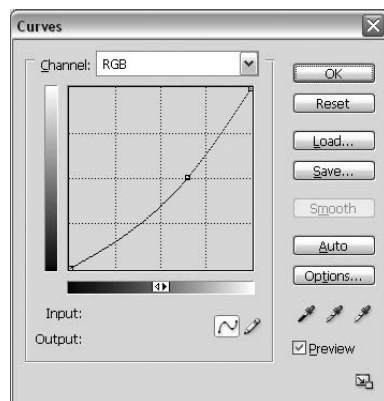 Curves
Channel: RGB
OK
Reset
Load...
Save...
Smooth
Auto
Options...
Input:
Output:
Preview